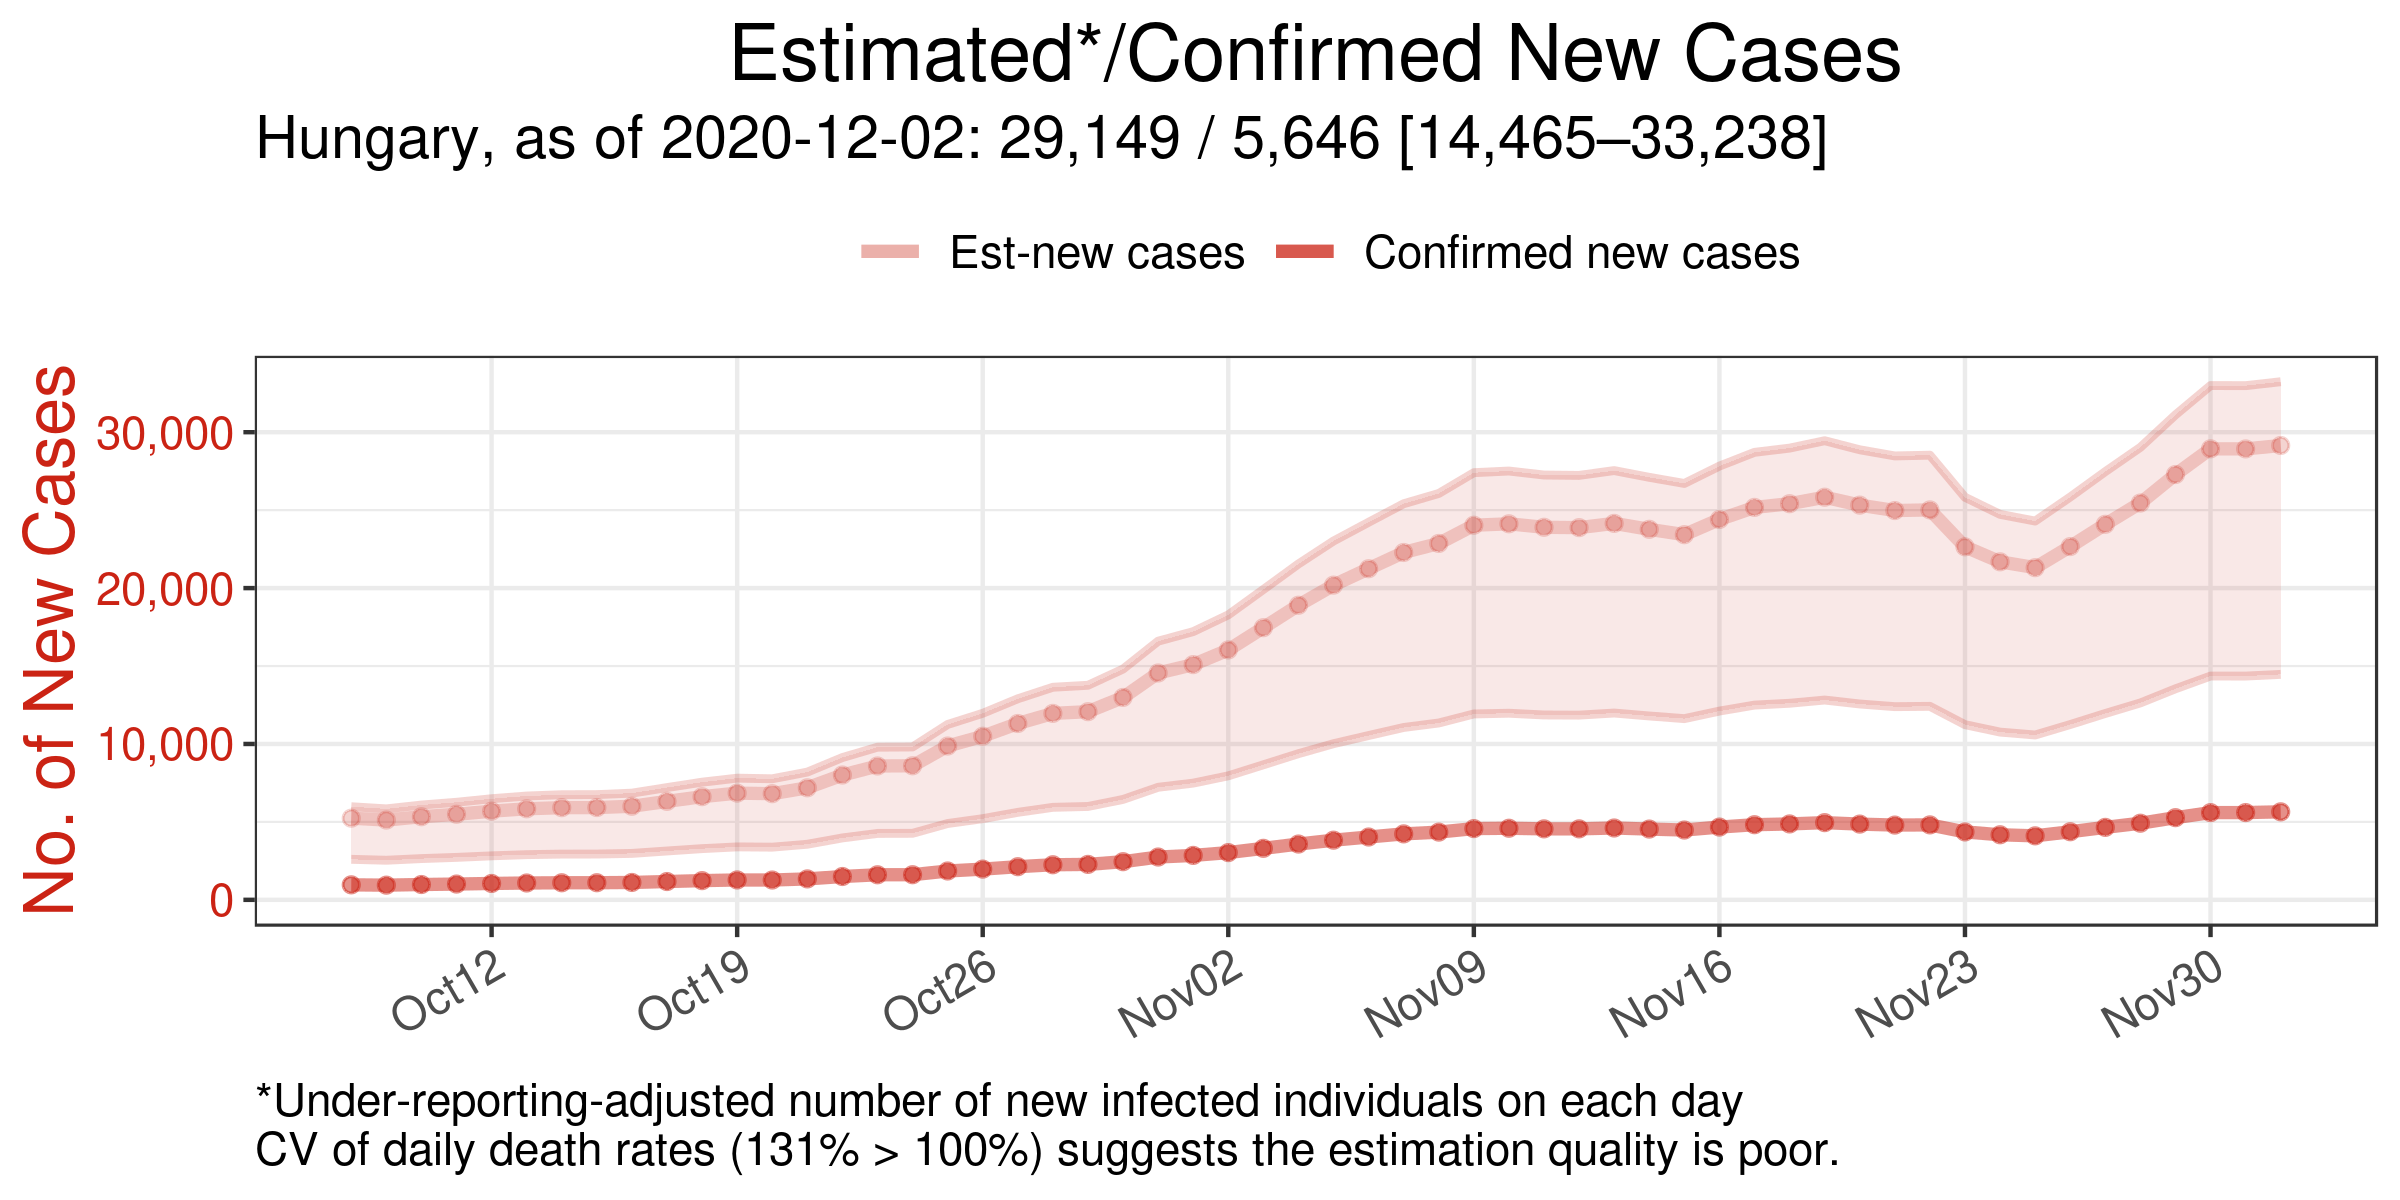 Estimated*/Confirmed New Cases
Hungary, as of 2020-12-02: 29,149 / 5,646 [14,465–33,238]
Est-new cases
Confirmed new cases
No. of New Cases
30,000
20,000
10,000
0
Oct12
Oct19
Oct26
Nov02
Nov09
Nov16
Nov23
Nov30
*Under-reporting-adjusted number of new infected individuals on each day
CV of daily death rates (131% > 100%) suggests the estimation quality is poor.